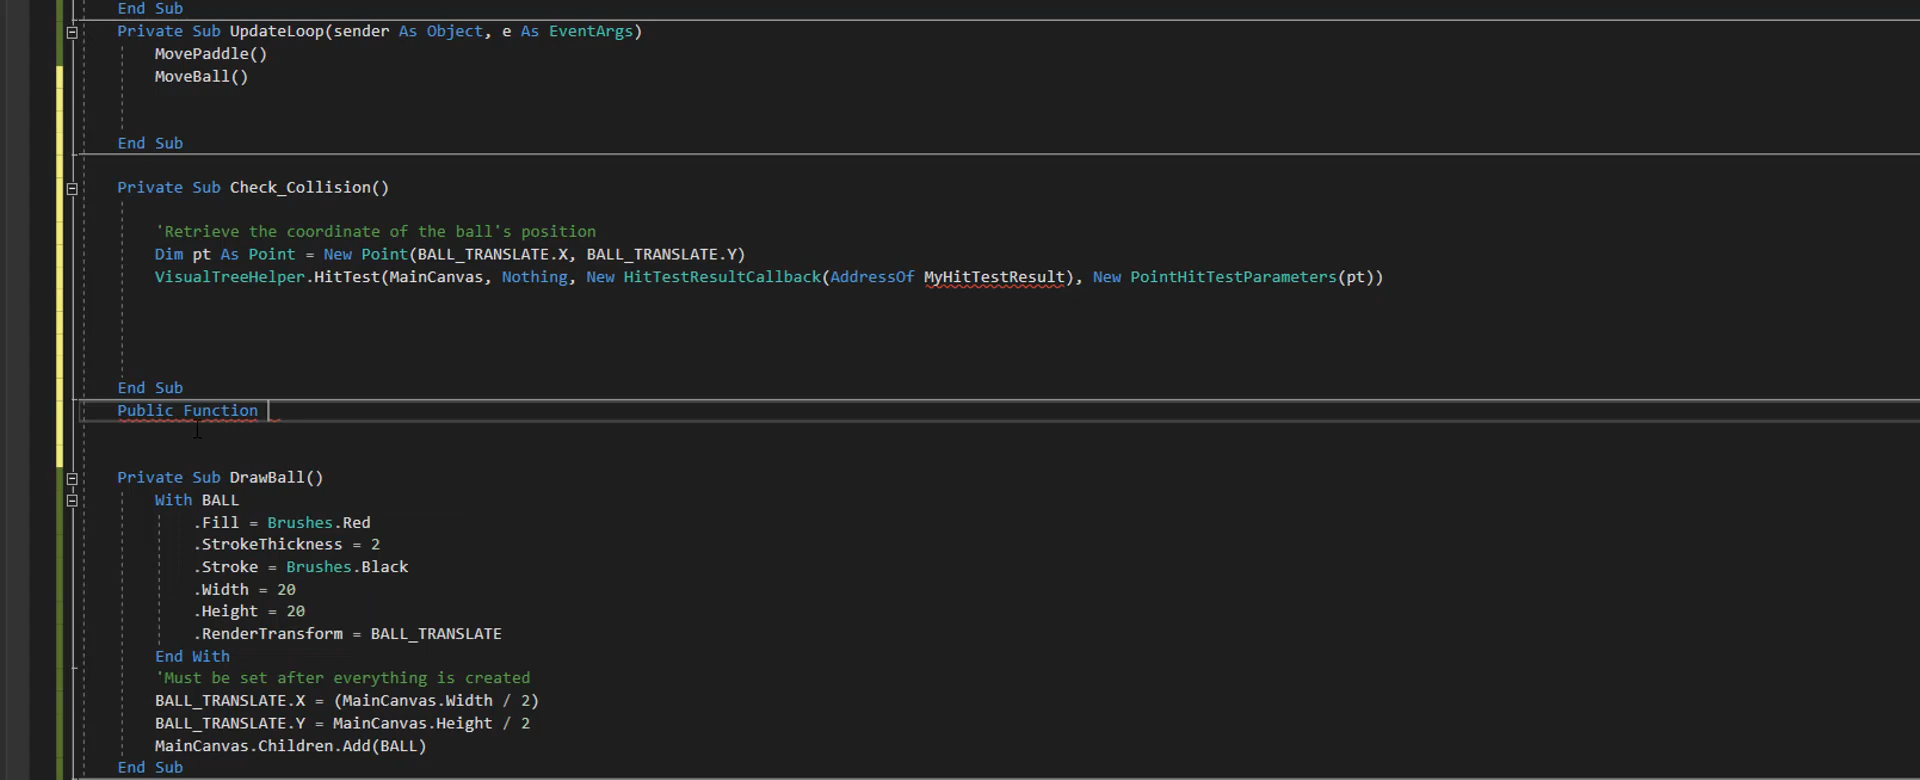 End Sub
Private Sub UpdateLoop(sender As Object, e As EventArgs)
MovePaddle()
MoveBall()
End Sub
Private Sub Check_Collision()
'Retrieve the coordinate of the ball's position
Dim pt As Point = New Point(BALL_TRANSLATE.X, BALL_TRANSLATE.Y)
VisualTreeHelper.HitTest(MainCanvas, Nothing, New HitTestResultCallback(AddressOf MyHitTestResult), New PointHitTestParameters(pt))
End Sub
Public Function
Private Sub DrawBall()
With BALL
.Fill = Brushes.Red
.StrokeThickness = 2
.Stroke = Brushes.Black
.Width = 20
.Height = 20
.RenderTransform = BALL_TRANSLATE
End With
'Must be set after everything is created
BALL_TRANSLATE.X = (MainCanvas.Width / 2)
BALL_TRANSLATE.Y = MainCanvas.Height / 2
MainCanvas.Children.Add(BALL)
End Sub